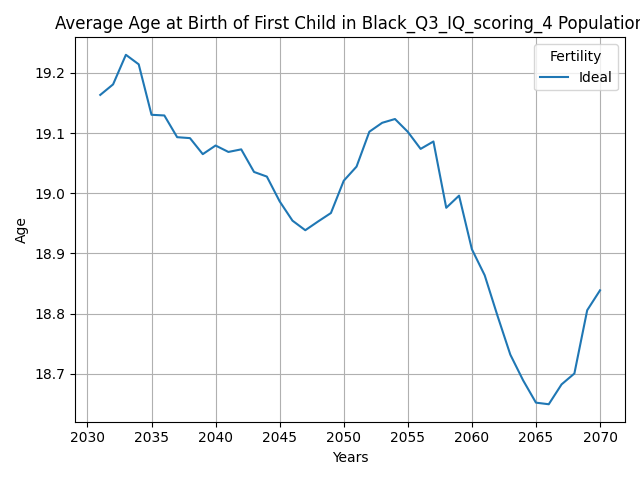 Average Age at Birth of First Child in Black_Q3_IQ_scoring_4 Population
Fertility
Ideal
19.2
19.1
19.0
18.9
18.8
18.7
Age
2030 2035 2040 2045 2050 2055 2060 2065 2070
Years